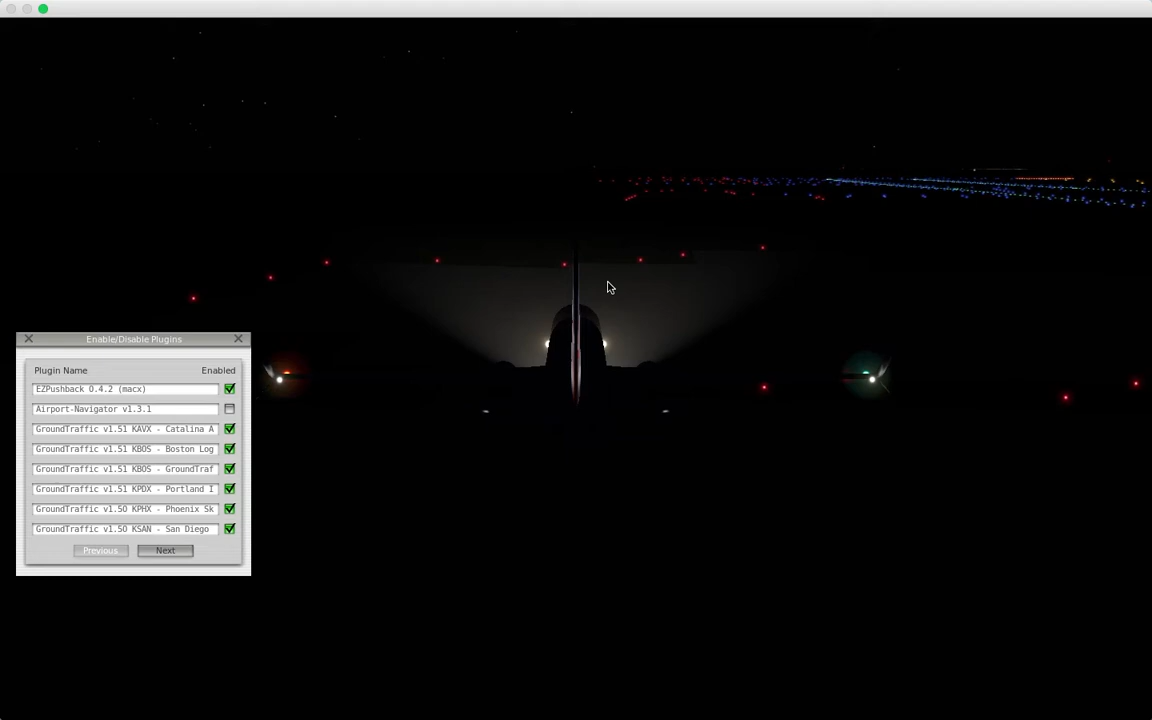 Enable/Disable Plugins
Plugin Name Enabled
EZPushback 0.4.2 (macx)
Airport-Navigator v1.3.1
GroundTraffic v1.51 KAVX - Catalina A
GroundTraffic v1.51 KBOS - Boston Log
GroundTraffic v1.51 KBOS - GroundTraf
GroundTraffic v1.51 KPDX - Portland I
GroundTraffic v1.50 KPHX - Phoenix Sk
GroundTraffic v1.50 KSAN - San Diego
Previous Next